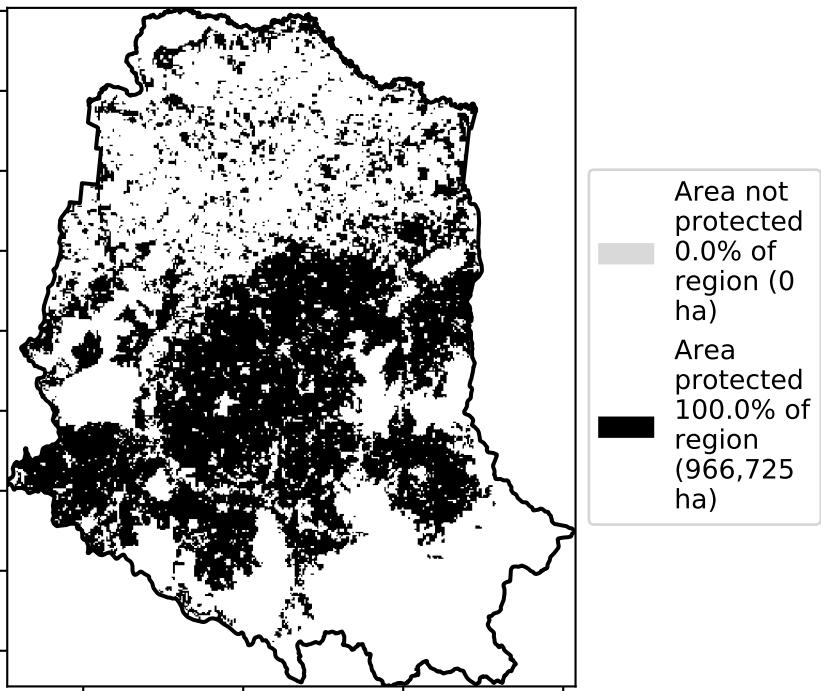 Area not
protected
0.0% of
region (0
ha)
Area
protected
100.0% of
region
(966,725
ha)